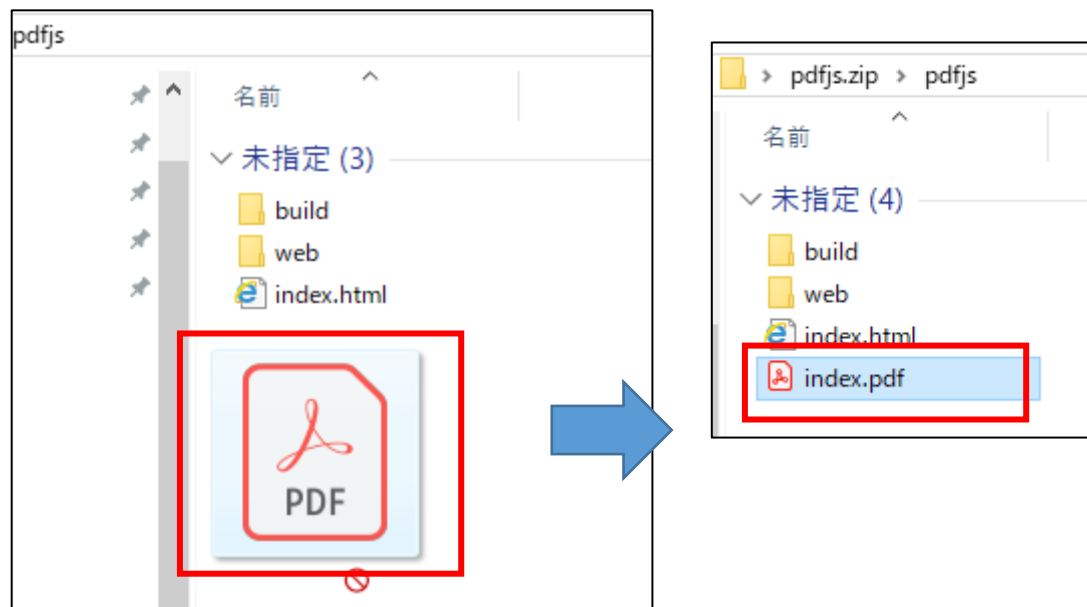 pdfjs
名前
未指定 (3)
build
web
index.html
PDF
pdfjs.zip > pdfjs
名前
未指定 (4)
build
web
index.html
index.pdf